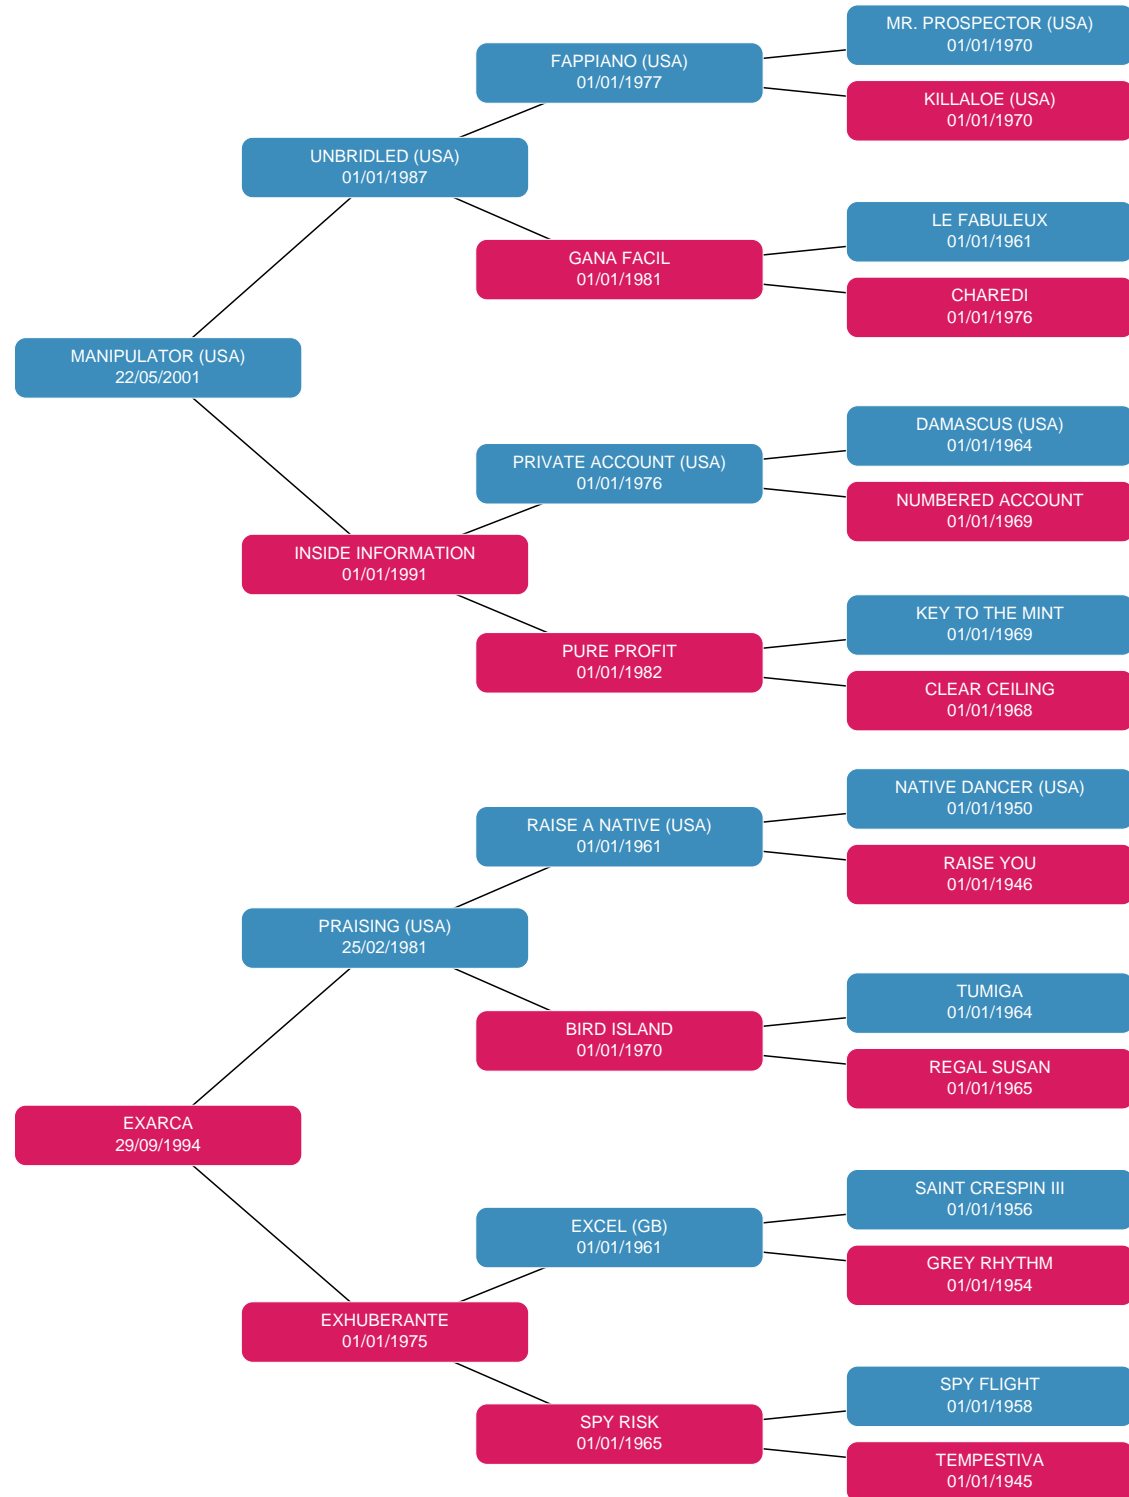 MR. PROSPECTOR (USA)
01/01/1970
FAPPIANO (USA)
01/01/1977
KILLALOE (USA)
01/01/1970
UNBRIDLED (USA)
01/01/1987
LE FABULEUX
01/01/1961
GANA FACIL
01/01/1981
CHAREDI
01/01/1976
MANIPULATOR (USA)
22/05/2001
DAMASCUS (USA)
01/01/1964
PRIVATE ACCOUNT (USA)
01/01/1976
NUMBERED ACCOUNT
01/01/1969
INSIDE INFORMATION
01/01/1991
KEY TO THE MINT
01/01/1969
PURE PROFIT
01/01/1982
CLEAR CEILING
01/01/1968
NATIVE DANCER (USA)
01/01/1950
RAISE A NATIVE (USA)
01/01/1961
RAISE YOU
01/01/1946
PRAISING (USA)
25/02/1981
TUMIGA
01/01/1964
BIRD ISLAND
01/01/1970
REGAL SUSAN
01/01/1965
EXARCA
29/09/1994
SAINT CRESPIN III
01/01/1956
EXCEL (GB)
01/01/1961
GREY RHYTHM
01/01/1954
EXHUBERANTE
01/01/1975
SPY FLIGHT
01/01/1958
SPY RISK
01/01/1965
TEMPESTIVA
01/01/1945